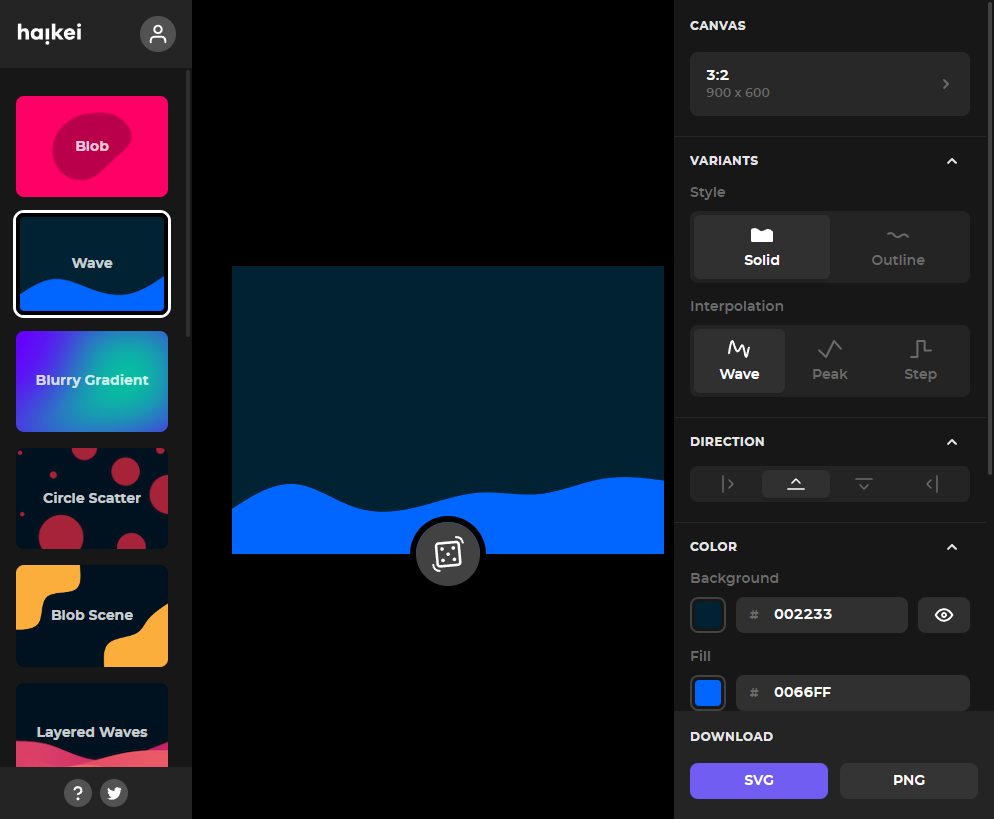 haikei
Blob
Wave
Blurry Gradient
Circle Scatter
Blob Scene
Layered Waves
?
CANVAS
3:2
900 x 600
VARIANTS
Style
Solid
Outline
Interpolation
Wave
Peak
Step
DIRECTION
COLOR
Background
# 002233
Fill
# 0066FF
DOWNLOAD
SVG
PNG